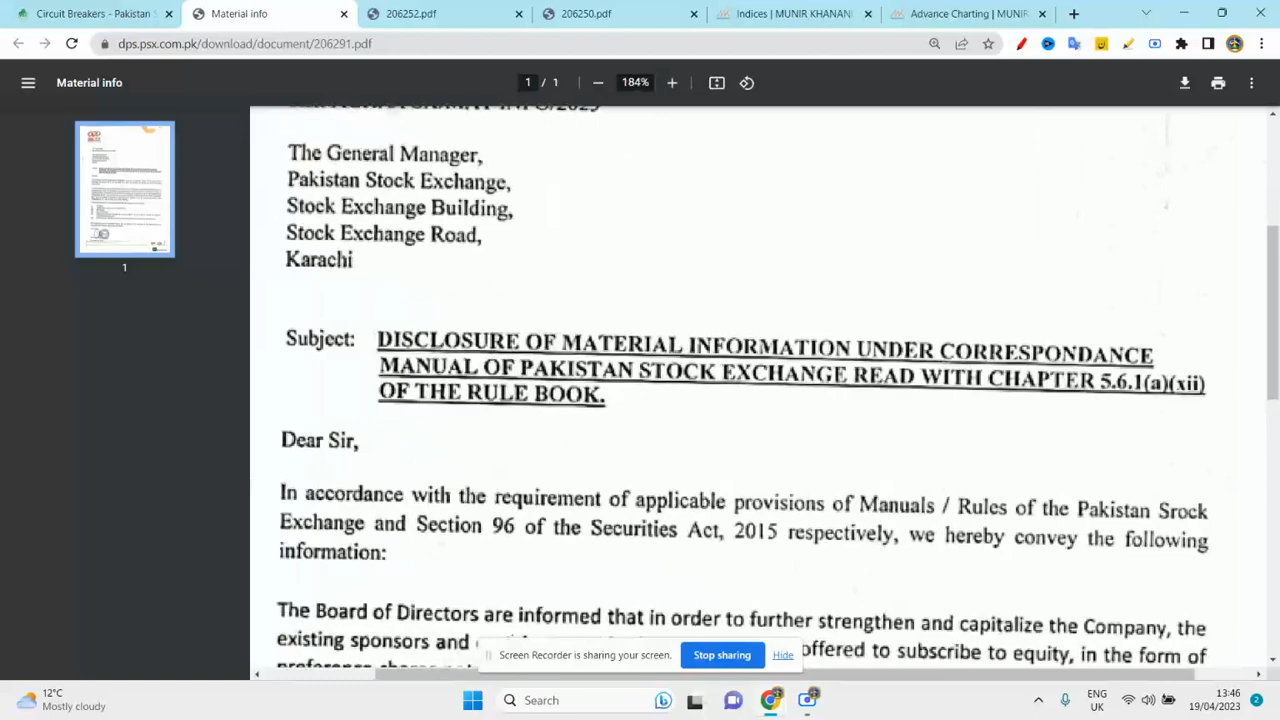 Circuit Breakers - Pakistan S
Material info
206252.pdf
206250.pdf
Indices | MUNIR KHANANI
Advance Charting | MUNIR
dps.psx.com.pk/download/document/206291.pdf
Material info
1 / 1
184%
1
The General Manager,
Pakistan Stock Exchange,
Stock Exchange Building,
Stock Exchange Road,
Karachi
Subject: DISCLOSURE OF MATERIAL INFORMATION UNDER CORRESPONDANCE
MANUAL OF PAKISTAN STOCK EXCHANGE READ WITH CHAPTER 5.6.1(a)(xii)
OF THE RULE BOOK.
Dear Sir,
In accordance with the requirement of applicable provisions of Manuals / Rules of the Pakistan Srock
Exchange and Section 96 of the Securities Act, 2015 respectively, we hereby convey the following
information:
The Board of Directors are informed that in order to further strengthen and capitalize the Company, the
existing sponsors and offered to subscribe to equity, in the form of
Screen Recorder is sharing your screen.
Stop sharing
Hide
12°C
Mostly cloudy
Search
ENG
UK
13:46
19/04/2023
2